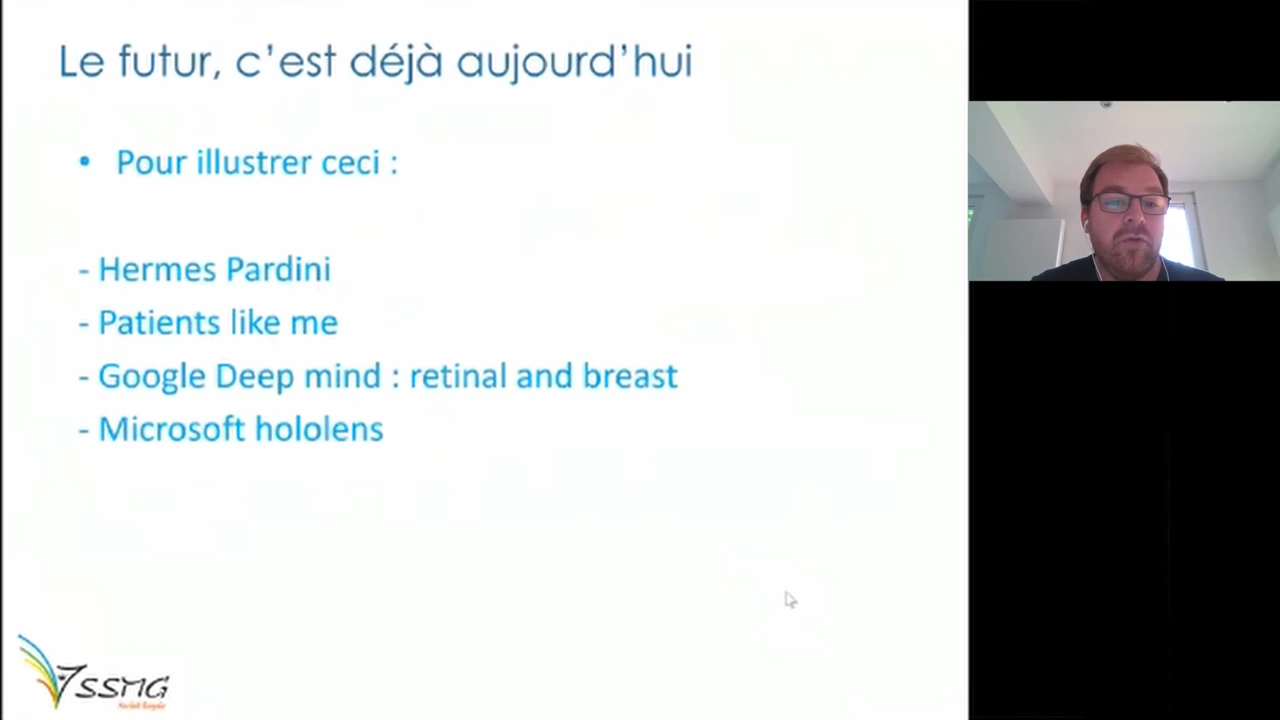 Le futur, c'est déjà aujourd'hui
• Pour illustrer ceci :
- Hermes Pardini
- Patients like me
- Google Deep mind : retinal and breast
- Microsoft hololens
SSMG